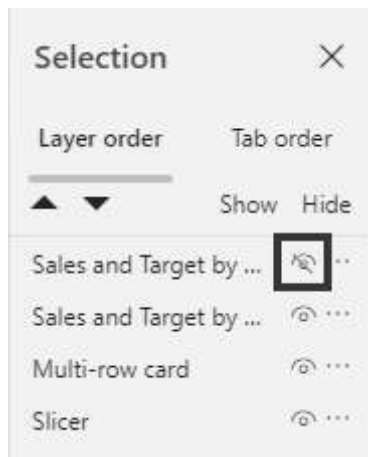 Selection
Layer order Tab order
Show Hide
Sales and Target by ...
Sales and Target by ...
Multi-row card
Slicer